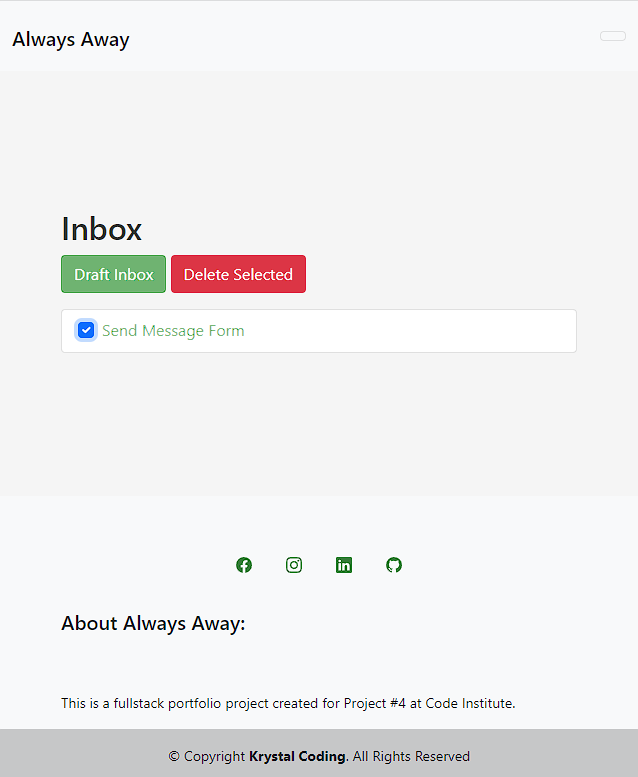 Always Away
Inbox
Draft Inbox Delete Selected
Send Message Form
About Always Away:
This is a fullstack portfolio project created for Project #4 at Code Institute.
© Copyright Krystal Coding. All Rights Reserved